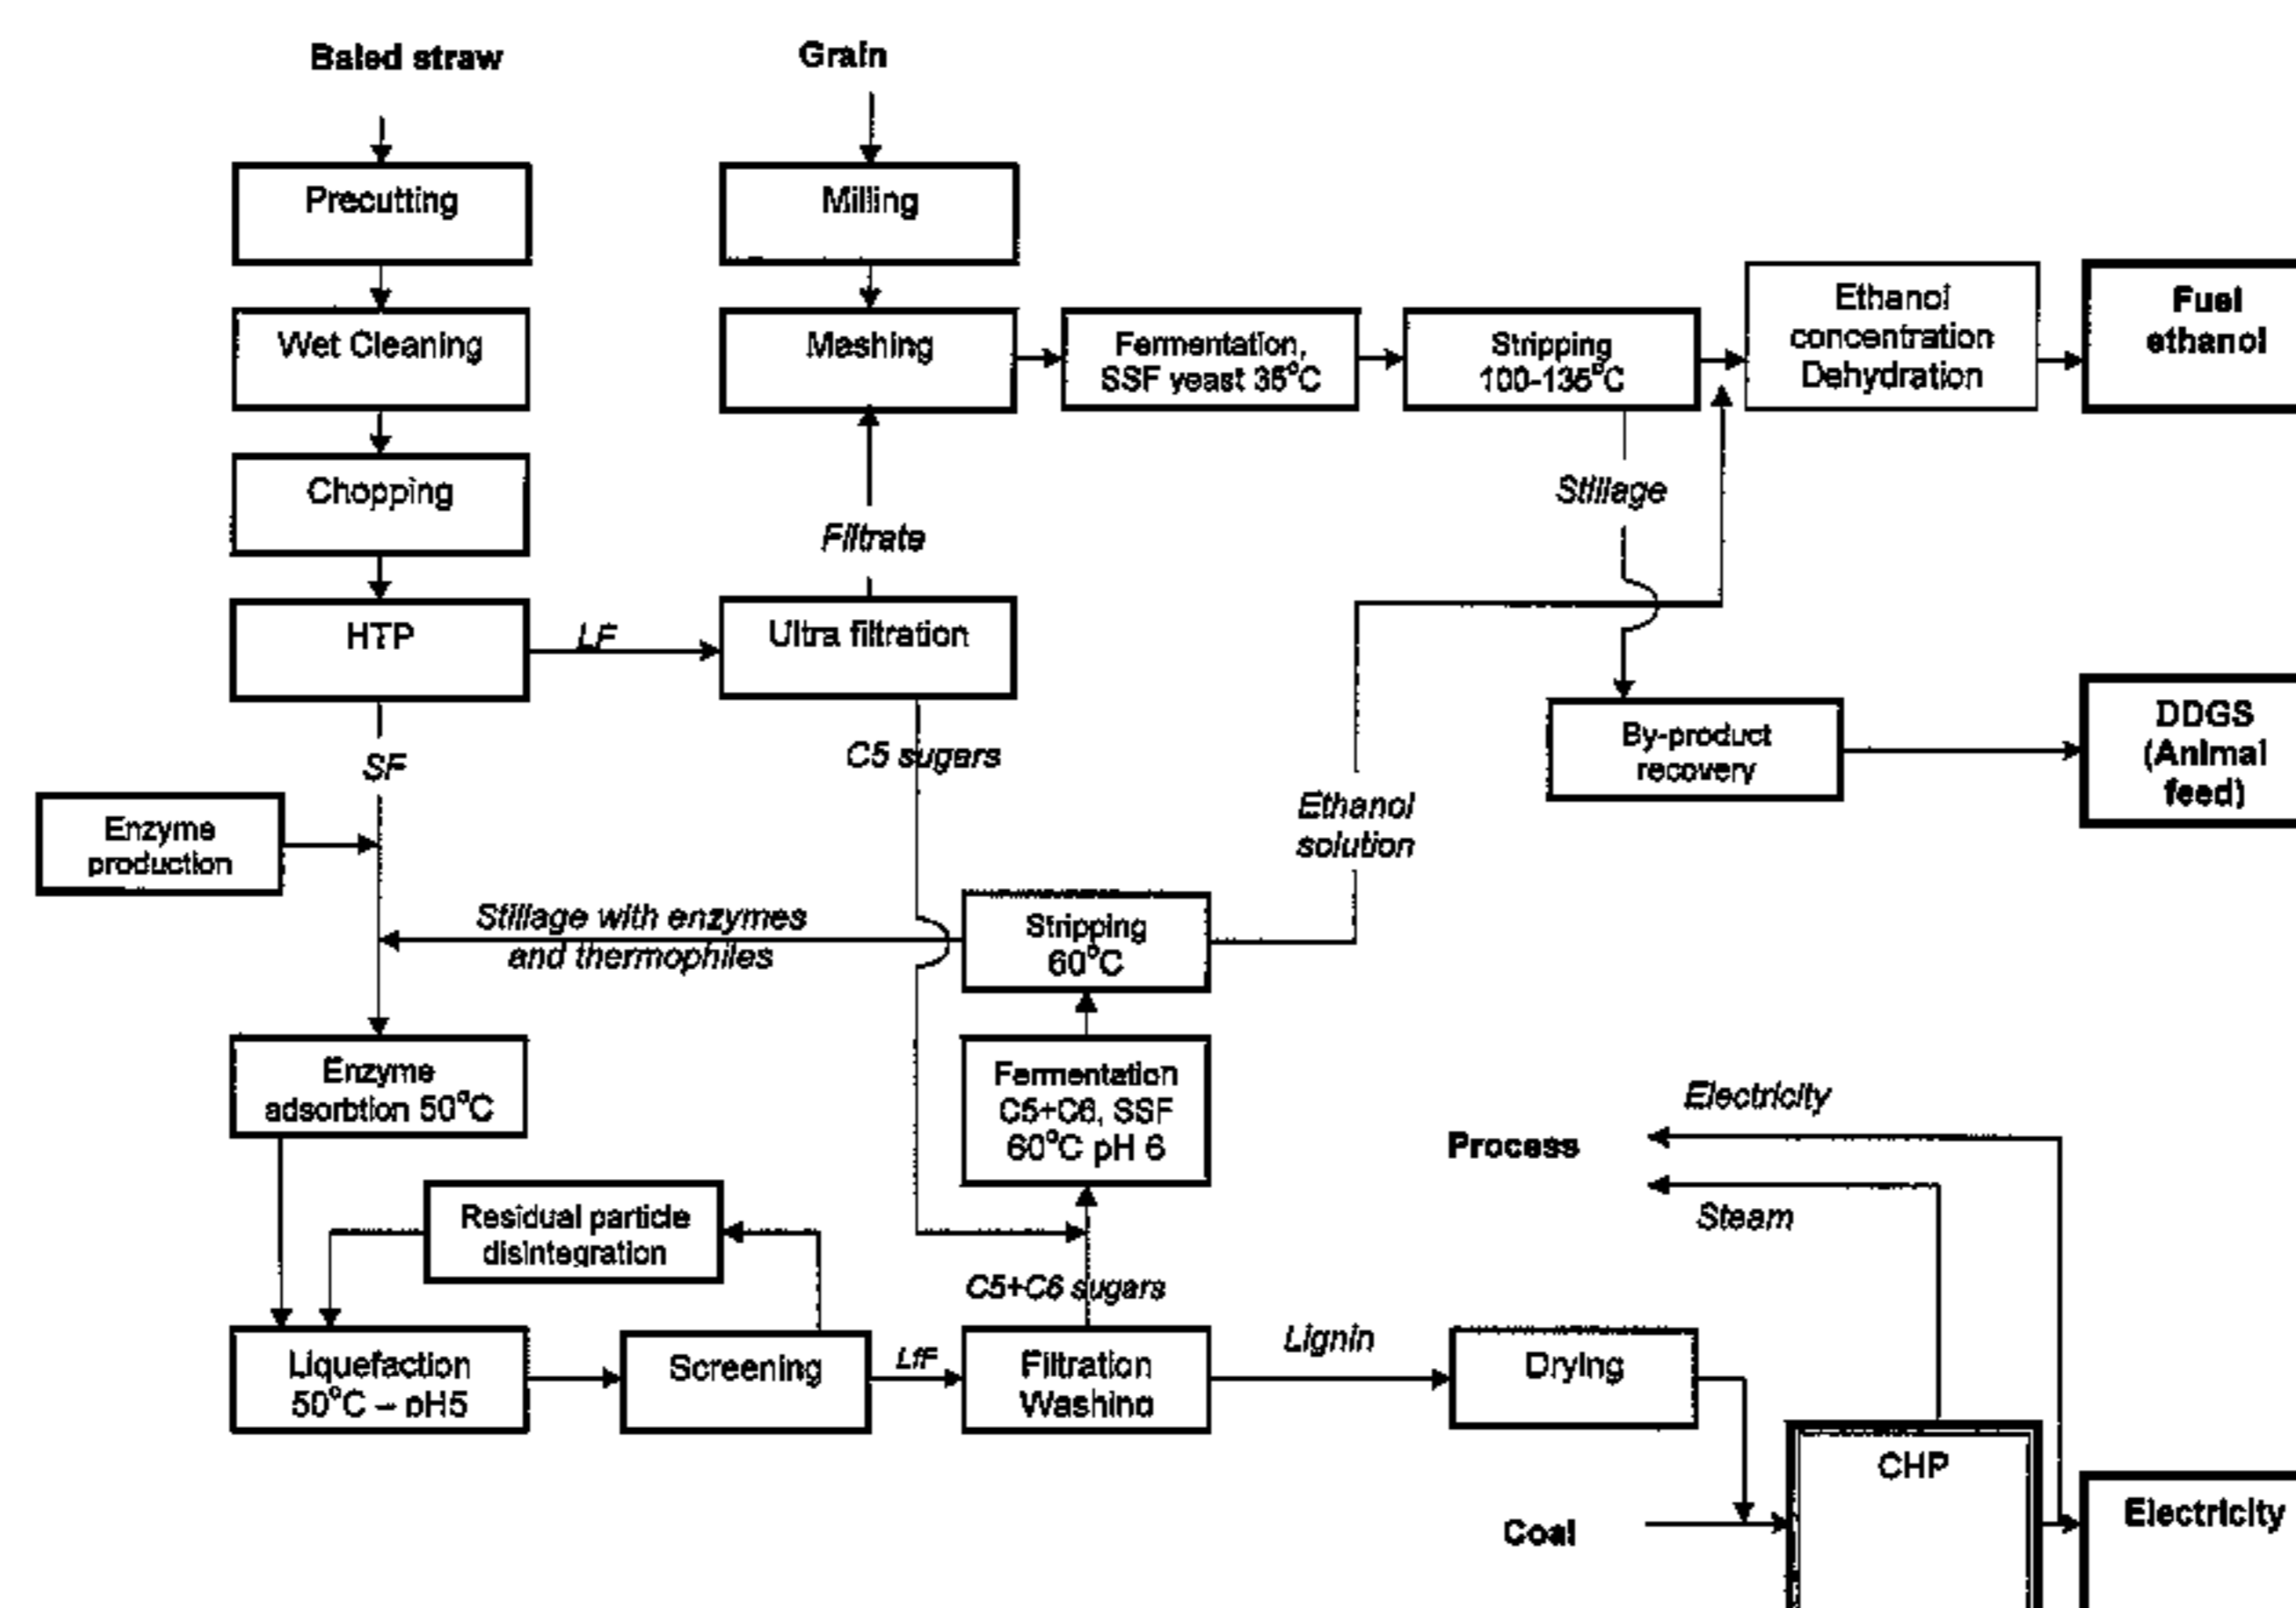 Baled straw
Grain
Precutting
Milling
Wet Cleaning
Mashing
Fermentation,
SSF yeast 35°C
Stripping
100-135°C
Ethanol
concentration
Dehydration
Fuel
ethanol
Chopping
Stillage
Filtrate
HTP
LF
Ultra filtration
SF
C5 sugars
Ethanol
solution
By-product
recovery
DDGS
(Animal
feed)
Enzyme
production
Stillage with enzymes
and thermophiles
Stripping
60°C
Enzyme
adsorbtion 50°C
Fermentation
C5+C6, SSF
60°C pH 6
Electricity
Process
Steam
Residual particle
disintegration
C5+C6 sugars
Liquefaction
50°C – pH5
Screening
LfF
Filtration
Washing
Lignin
Drying
CHP
Coal
Electricity